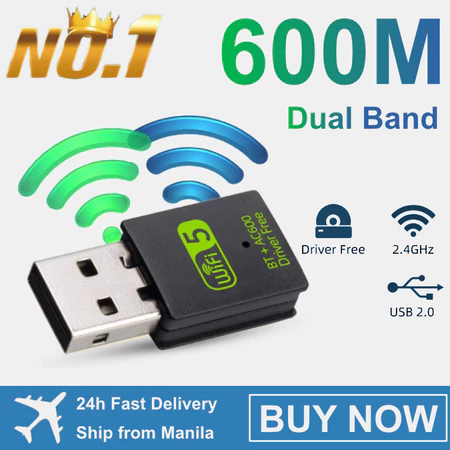 NO.1
600M
Dual Band
WiFi 5
BT + AC600
Driver Free
Driver Free
2.4GHz
USB 2.0
24h Fast Delivery
Ship from Manila
BUY NOW